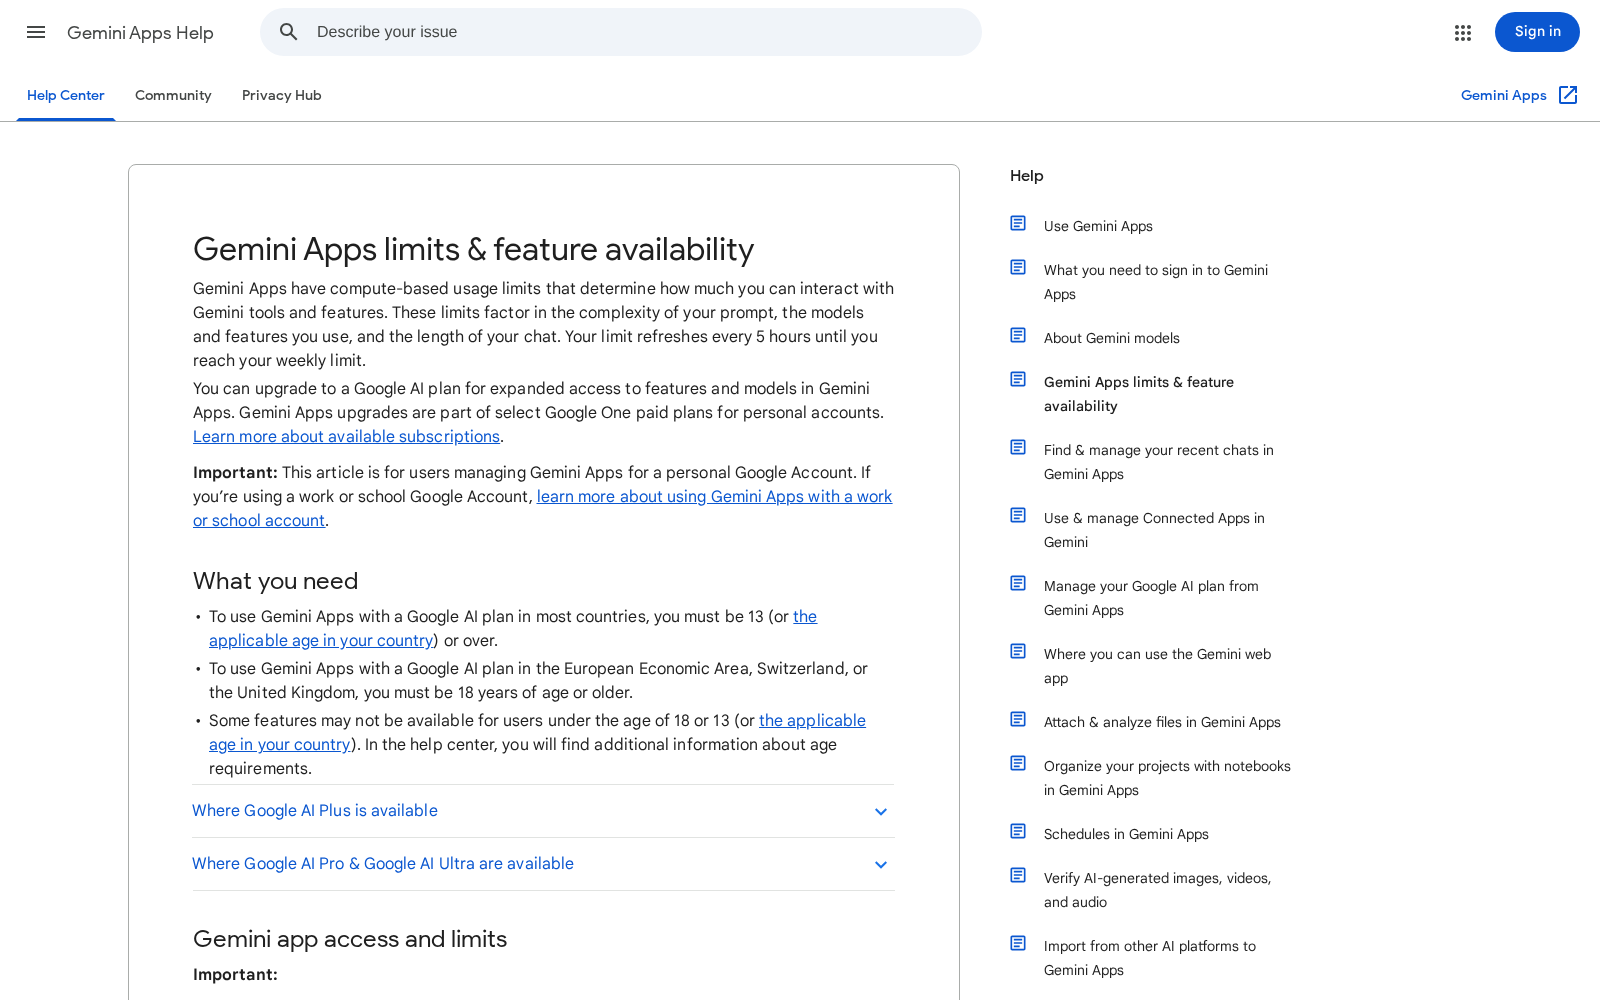 Gemini Apps Help
Describe your issue
Sign in
Help Center
Community
Privacy Hub
Gemini Apps
Gemini Apps limits & feature availability
Gemini Apps have compute-based usage limits that determine how much you can interact with
Gemini tools and features. These limits factor in the complexity of your prompt, the models
and features you use, and the length of your chat. Your limit refreshes every 5 hours until you
reach your weekly limit.
You can upgrade to a Google AI plan for expanded access to features and models in Gemini
Apps. Gemini Apps upgrades are part of select Google One paid plans for personal accounts.
Learn more about available subscriptions.
Important: This article is for users managing Gemini Apps for a personal Google Account. If
you’re using a work or school Google Account, learn more about using Gemini Apps with a work
or school account.
What you need
• To use Gemini Apps with a Google AI plan in most countries, you must be 13 (or the
applicable age in your country) or over.
• To use Gemini Apps with a Google AI plan in the European Economic Area, Switzerland, or
the United Kingdom, you must be 18 years of age or older.
• Some features may not be available for users under the age of 18 or 13 (or the applicable
age in your country). In the help center, you will find additional information about age
requirements.
Where Google AI Plus is available
Where Google AI Pro & Google AI Ultra are available
Gemini app access and limits
Important:
Help
Use Gemini Apps
What you need to sign in to Gemini
Apps
About Gemini models
Gemini Apps limits & feature
availability
Find & manage your recent chats in
Gemini Apps
Use & manage Connected Apps in
Gemini
Manage your Google AI plan from
Gemini Apps
Where you can use the Gemini web
app
Attach & analyze files in Gemini Apps
Organize your projects with notebooks
in Gemini Apps
Schedules in Gemini Apps
Verify AI-generated images, videos,
and audio
Import from other AI platforms to
Gemini Apps